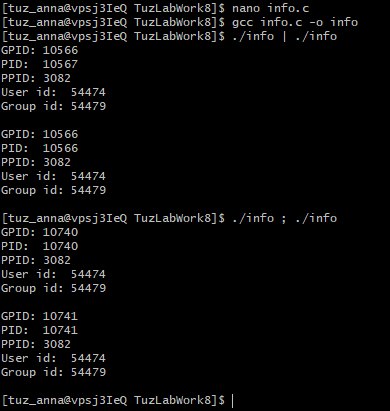 [tuz_anna@vpsj3IeQ TuzLabWork8]$ nano info.c
[tuz_anna@vpsj3IeQ TuzLabWork8]$ gcc info.c -o info
[tuz_anna@vpsj3IeQ TuzLabWork8]$ ./info | ./info
GPID: 10566
PID:  10567
PPID: 3082
User id:  54474
Group id: 54479
GPID: 10566
PID:  10566
PPID: 3082
User id:  54474
Group id: 54479
[tuz_anna@vpsj3IeQ TuzLabWork8]$ ./info ; ./info
GPID: 10740
PID:  10740
PPID: 3082
User id:  54474
Group id: 54479
GPID: 10741
PID:  10741
PPID: 3082
User id:  54474
Group id: 54479
[tuz_anna@vpsj3IeQ TuzLabWork8]$